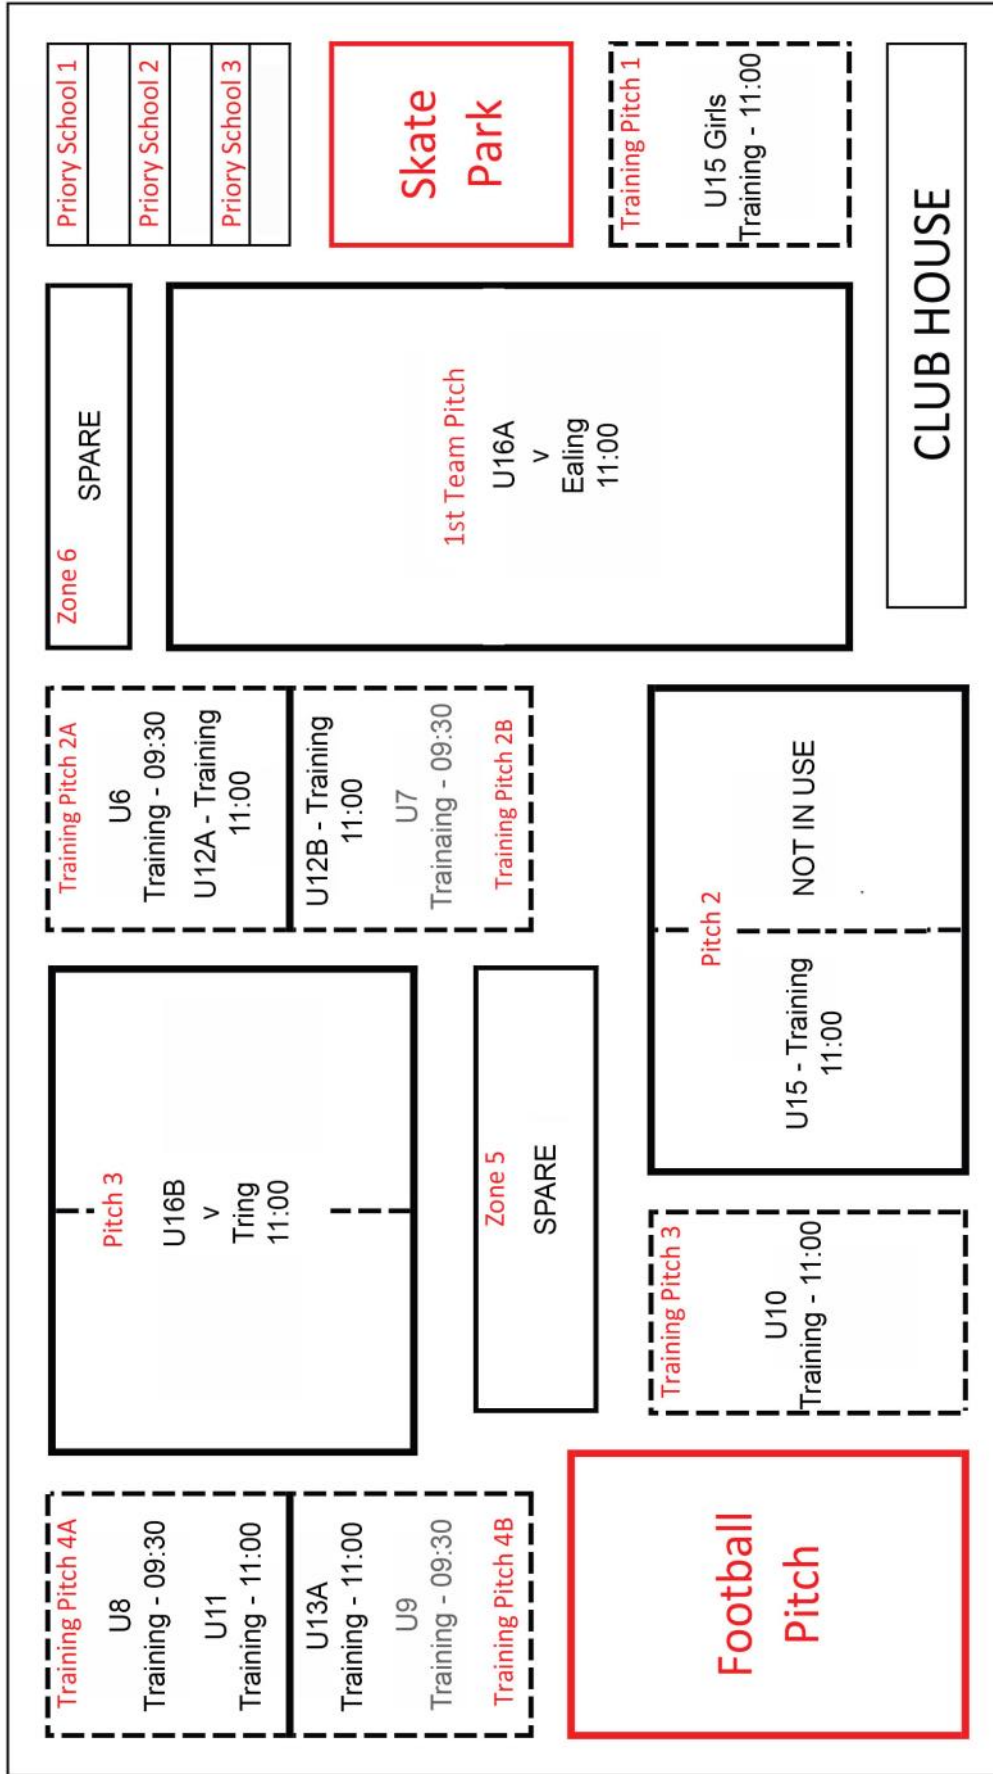 Training Pitch 4A
U8
Training - 09:30
U11
Training - 11:00
U13A
Training - 11:00
U9
Training - 09:30
Training Pitch 4B
Football
Pitch
Pitch 3
U16B
v
Tring
11:00
Zone 5
SPARE
Training Pitch 3
U10
Training - 11:00
Training Pitch 2A
U6
Training - 09:30
U12A - Training
11:00
U12B - Training
11:00
U7
Trainaing - 09:30
Training Pitch 2B
Pitch 2
U15 - Training
11:00
NOT IN USE
Zone 6
SPARE
1st Team Pitch
U16A
v
Ealing
11:00
Priory School 1
Priory School 2
Priory School 3
Skate
Park
Training Pitch 1
U15 Girls
Training - 11:00
CLUB HOUSE